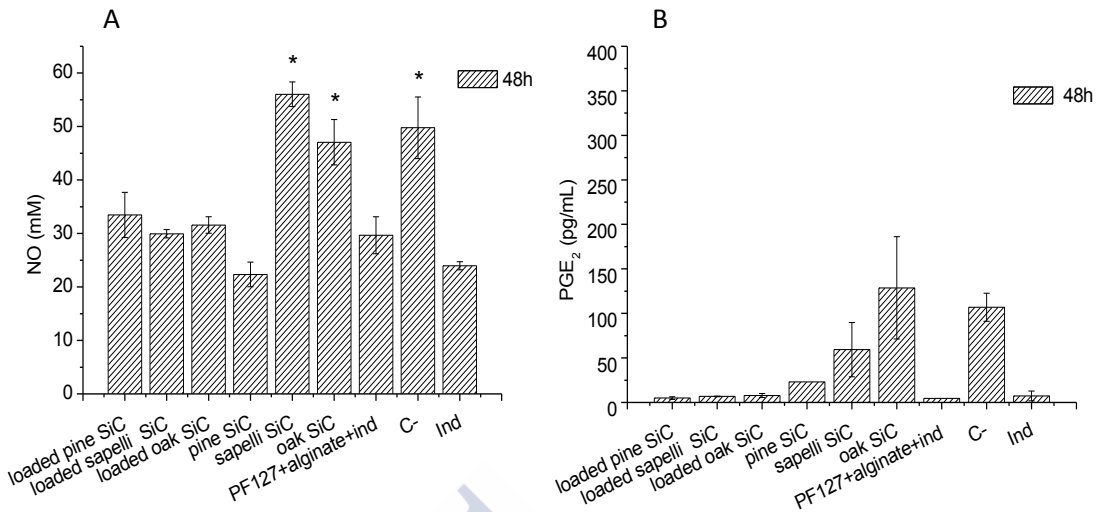 A
NO (mM)
60
50
40
30
20
10
0
* * *
48h
loaded pine SiC
loaded sapelli SiC
loaded oak SiC
pine SiC
sapelli SiC
oak SiC
PF127+alginate+ind
C-
Ind
B
PGE₂ (pg/mL)
400
350
300
250
200
150
100
50
0
48h
loaded pine SiC
loaded sapelli SiC
loaded oak SiC
pine SiC
sapelli SiC
oak SiC
PF127+alginate+ind
C-
Ind